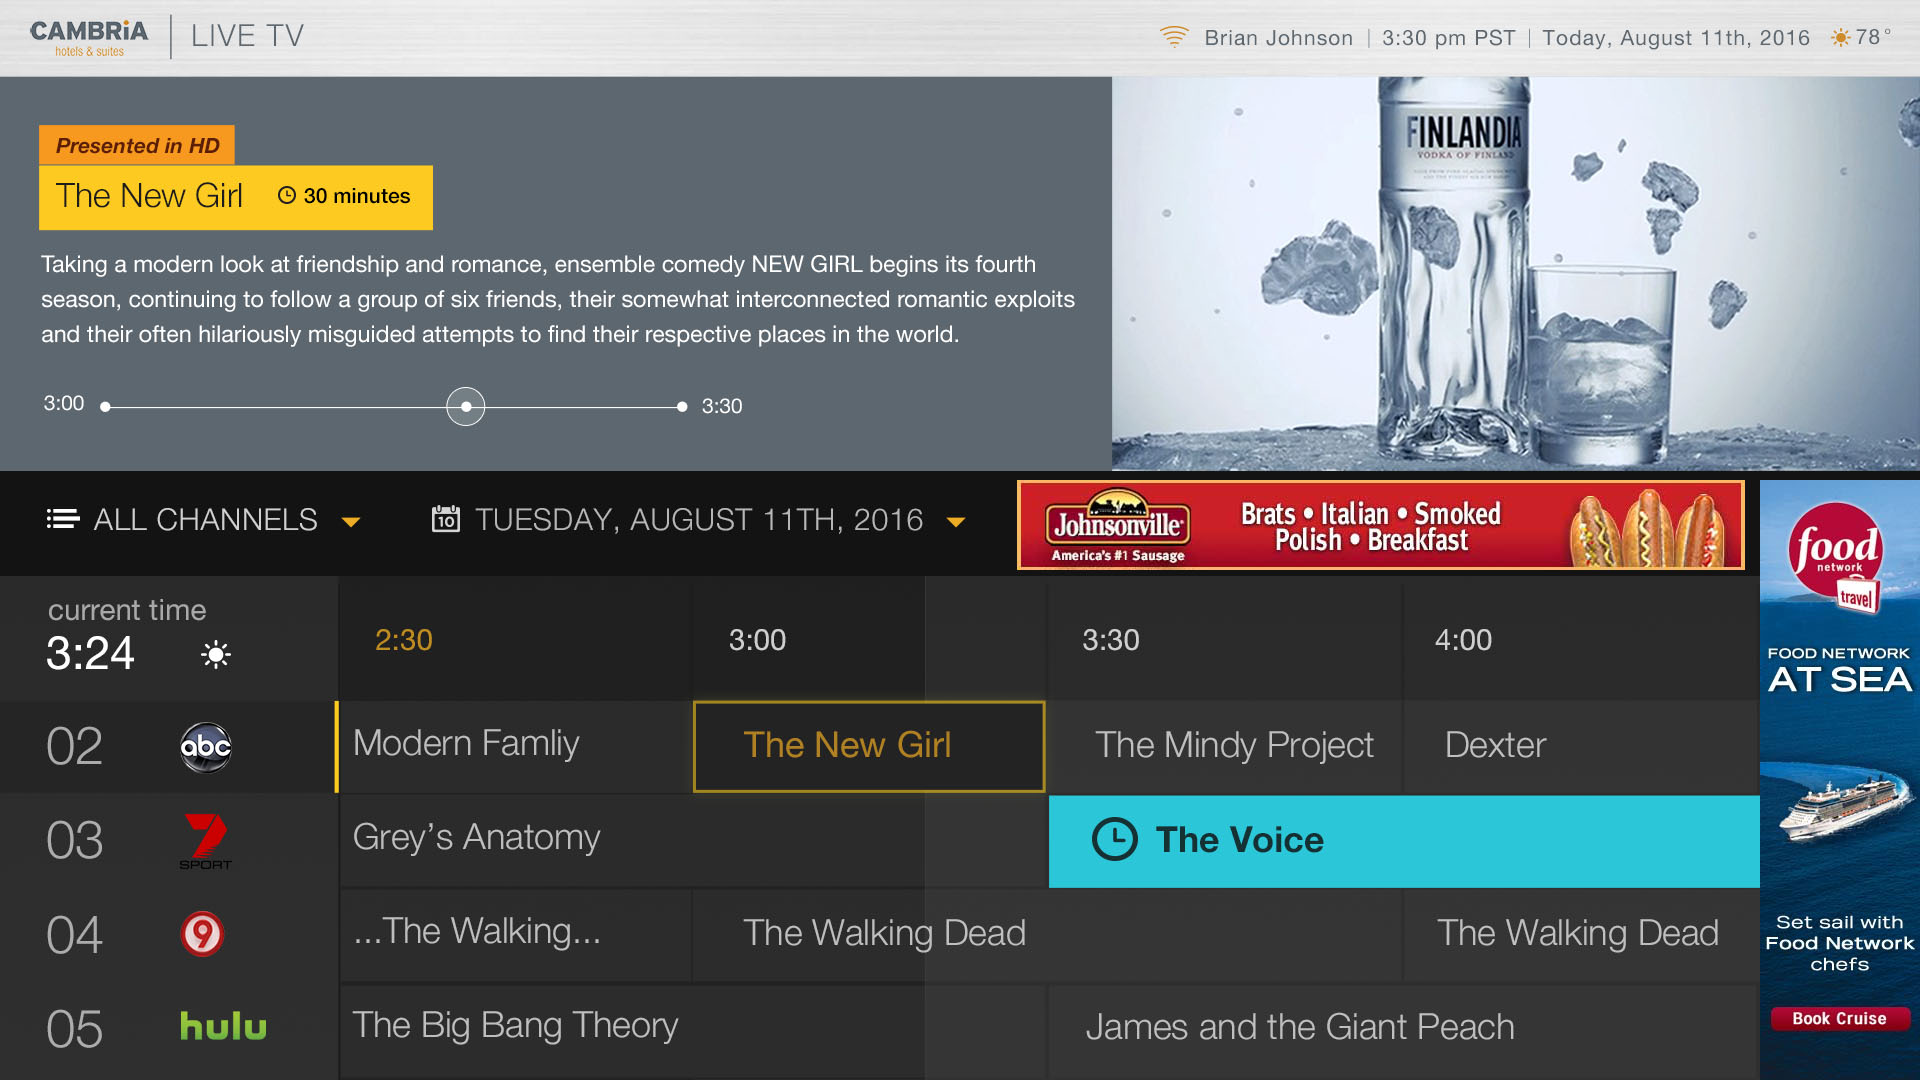 CAMBRiA
hotels & suites
LIVE TV
Brian Johnson | 3:30 pm PST | Today, August 11th, 2016 78°
Presented in HD
The New Girl 30 minutes
Taking a modern look at friendship and romance, ensemble comedy NEW GIRL begins its fourth
season, continuing to follow a group of six friends, their somewhat interconnected romantic exploits
and their often hilariously misguided attempts to find their respective places in the world.
3:00 3:30
FINLANDIA
VODKA OF FINLAND
ALL CHANNELS
10 TUESDAY, AUGUST 11TH, 2016
Johnsonville
America's #1 Sausage
Brats • Italian • Smoked
Polish • Breakfast
food
network
travel
FOOD NETWORK
AT SEA
Set sail with
Food Network
chefs
Book Cruise
current time
3:24
2:30 3:00 3:30 4:00
02 abc Modern Famliy The New Girl The Mindy Project Dexter
03 7 SPORT Grey's Anatomy The Voice
04 9 ...The Walking... The Walking Dead The Walking Dead
05 hulu The Big Bang Theory James and the Giant Peach